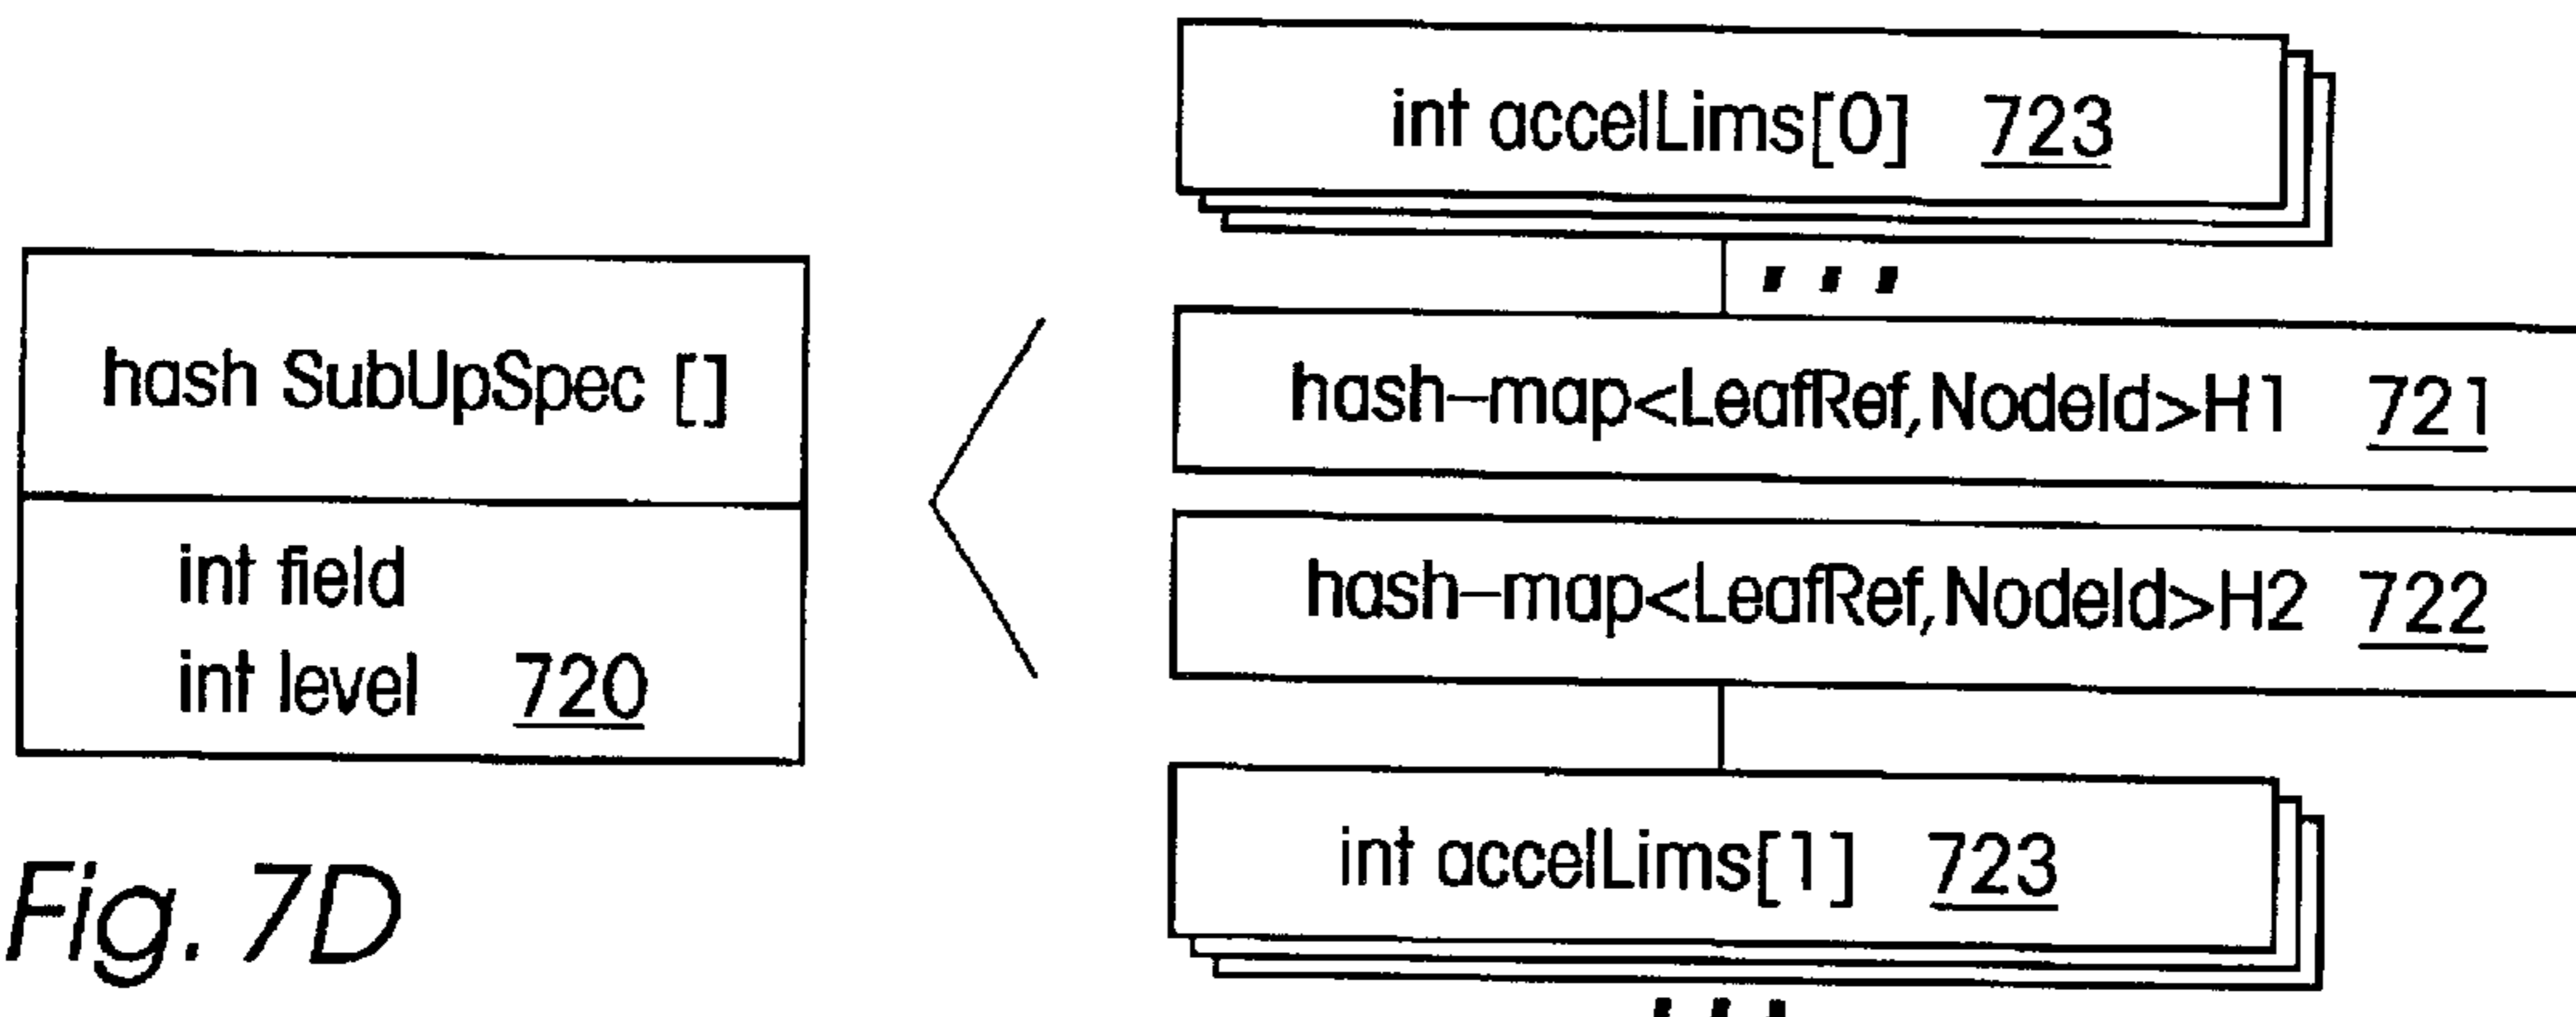 int accelLims[0] 723
, , ,
hash SubUpSpec []
int field
int level 720
hash-map<LeafRef,NodeId>H1 721
hash-map<LeafRef,NodeId>H2 722
int accelLims[1] 723
Fig. 7D